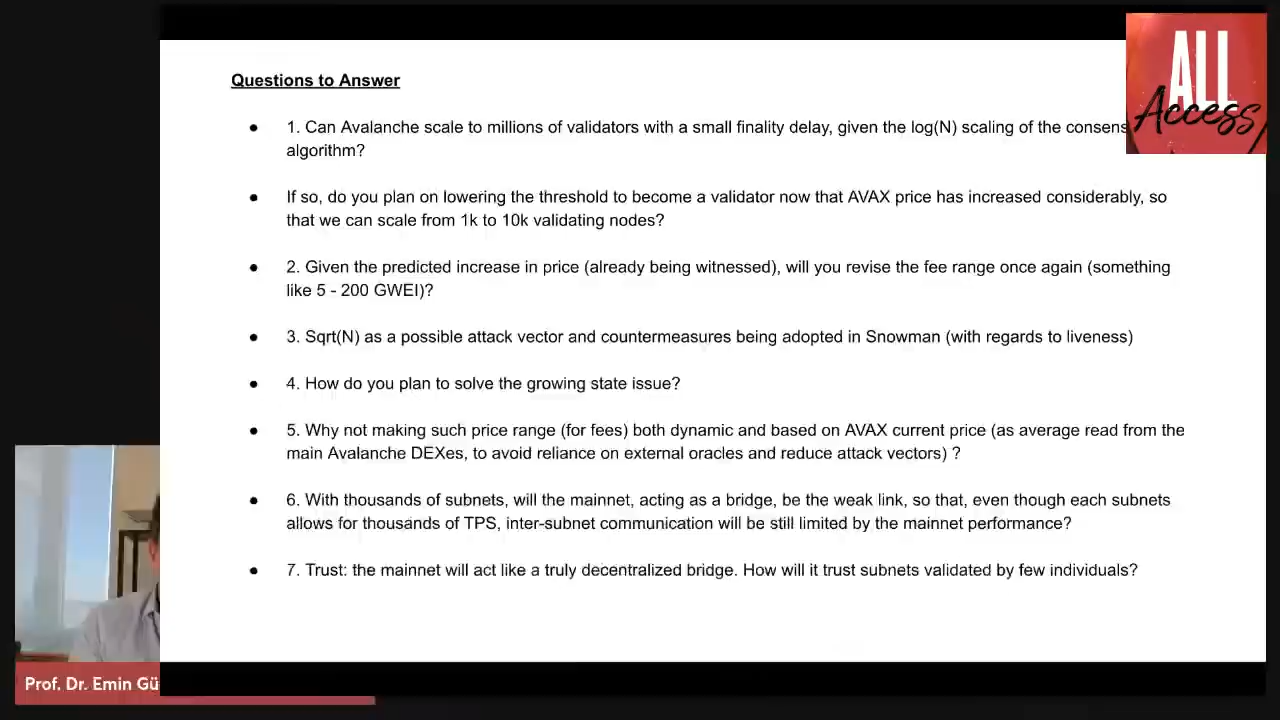 Questions to Answer
ALL
Access
1. Can Avalanche scale to millions of validators with a small finality delay, given the log(N) scaling of the
algorithm?
If so, do you plan on lowering the threshold to become a validator now that AVAX price has increased considerably, so
that we can scale from 1k to 10k validating nodes?
2. Given the predicted increase in price (already being witnessed), will you revise the fee range once again (something
like 5 - 200 GWEI)?
3. Sqrt(N) as a possible attack vector and countermeasures being adopted in Snowman (with regards to liveness)
4. How do you plan to solve the growing state issue?
5. Why not making such price range (for fees) both dynamic and based on AVAX current price (as average read from the
main Avalanche DEXes, to avoid reliance on external oracles and reduce attack vectors) ?
6. With thousands of subnets, will the mainnet, acting as a bridge, be the weak link, so that, even though each subnets
allows for thousands of TPS, inter-subnet communication will be still limited by the mainnet performance?
7. Trust: the mainnet will act like a truly decentralized bridge. How will it trust subnets validated by few individuals?
Prof. Dr. Emin